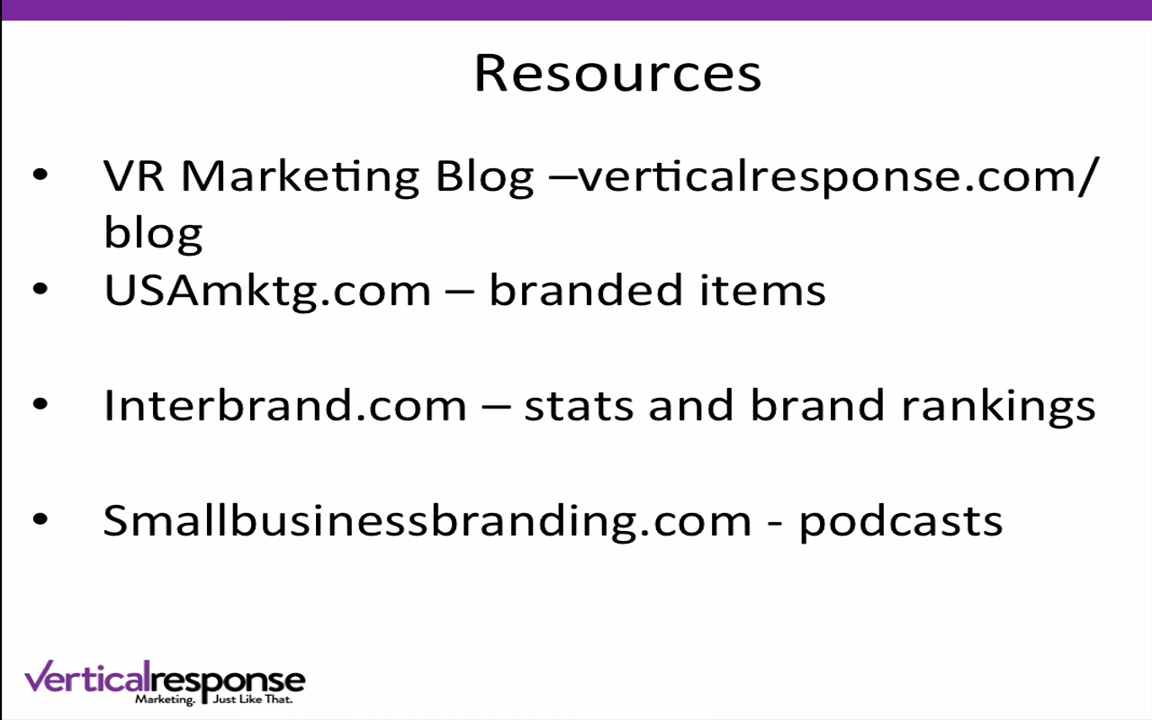 Resources
• VR Marketing Blog –verticalresponse.com/
blog
• USAmktg.com – branded items
• Interbrand.com – stats and brand rankings
• Smallbusinessbranding.com - podcasts
verticalresponse
Marketing. Just Like That.